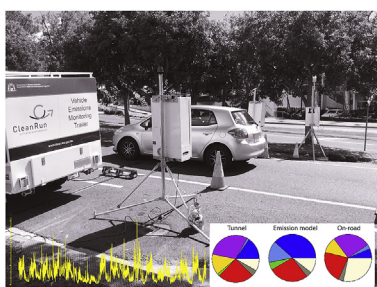 CleanRun
Vehicle
Emissions
Monitoring
Trailer
Tunnel
Emission model
On-road